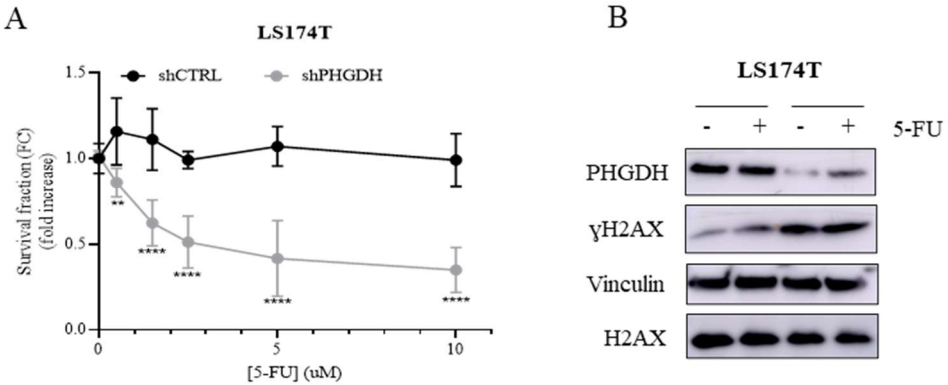 A
LS174T
shCTRL shPHGDH
1.5
1.0
0.5
0.0
Survival fraction (FC)
(fold increase)
**
****
****
****
****
0 5 10
[5-FU] (uM)
B
LS174T
- + - + 5-FU
PHGDH
ɣH2AX
Vinculin
H2AX